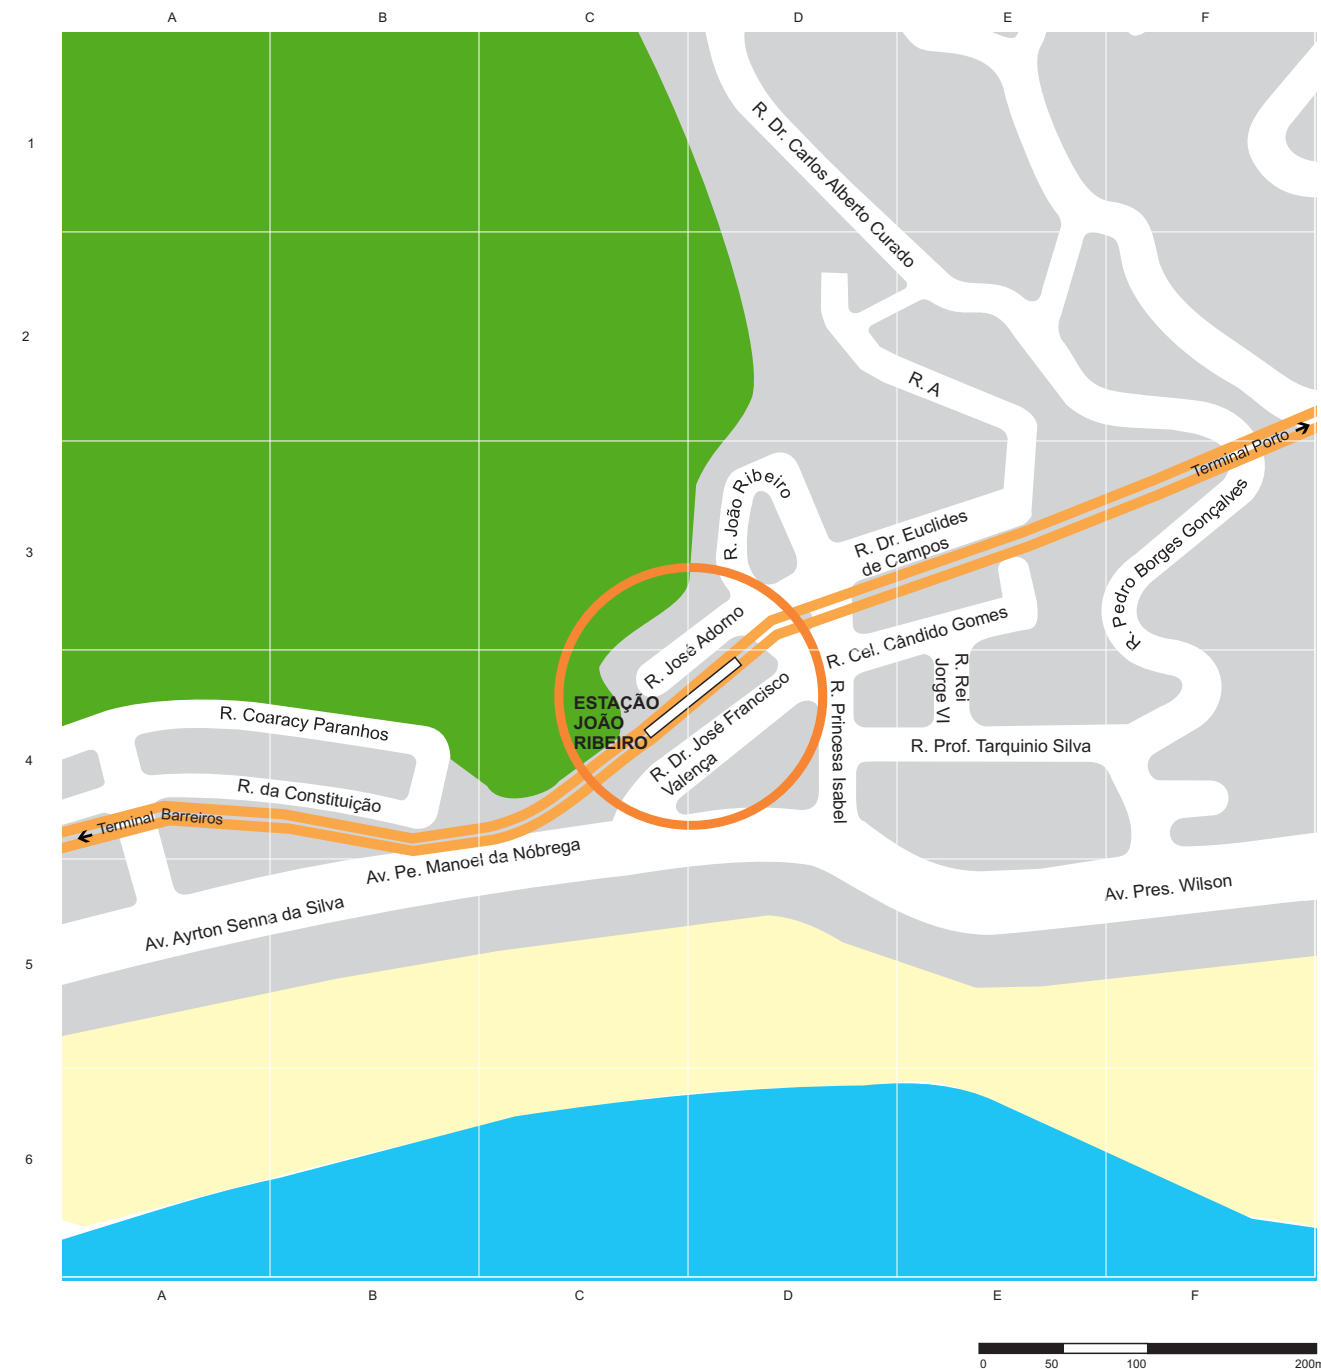 A B C D E F
1
R. Dr. Carlos Alberto Curado
2
R. A
Terminal Porto
R. João Ribeiro
3
R. Dr. Euclides
de Campos
R. Pedro Borges Gonçalves
R. José Adorno
R. Cel. Cândido Gomes
R. Rei
Jorge VI
ESTAÇÃO
JOÃO
RIBEIRO
R. Dr. José Francisco
Valença
R. Princesa Isabel
R. Coaracy Paranhos
4
R. Prof. Tarquinio Silva
R. da Constituição
Terminal Barreiros
Av. Pe. Manoel da Nóbrega
Av. Pres. Wilson
Av. Ayrton Senna da Silva
5
6
A B C D E F
0 50 100 200m